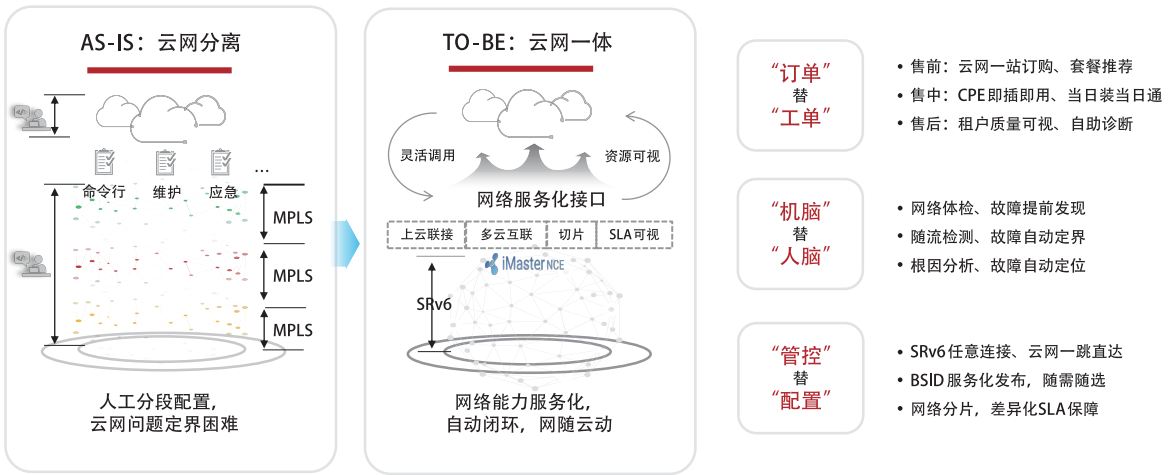 AS-IS：云网分离
命令行
维护
应急
...
MPLS
MPLS
MPLS
人工分段配置，
云网问题定界困难
TO-BE：云网一体
灵活调用
资源可视
网络服务化接口
上云联接
多云互联
切片
SLA可视
iMaster NCE
SRv6
网络能力服务化，
自动闭环，网随云动
“订单”
替
“工单”
• 售前：云网一站订购、套餐推荐
• 售中：CPE即插即用、当日装当日通
• 售后：租户质量可视、自助诊断
“机脑”
替
“人脑”
• 网络体检、故障提前发现
• 随流检测、故障自动定界
• 根因分析、故障自动定位
“管控”
替
“配置”
• SRv6任意连接、云网一跳直达
• BSID服务化发布，随需随选
• 网络分片，差异化SLA保障